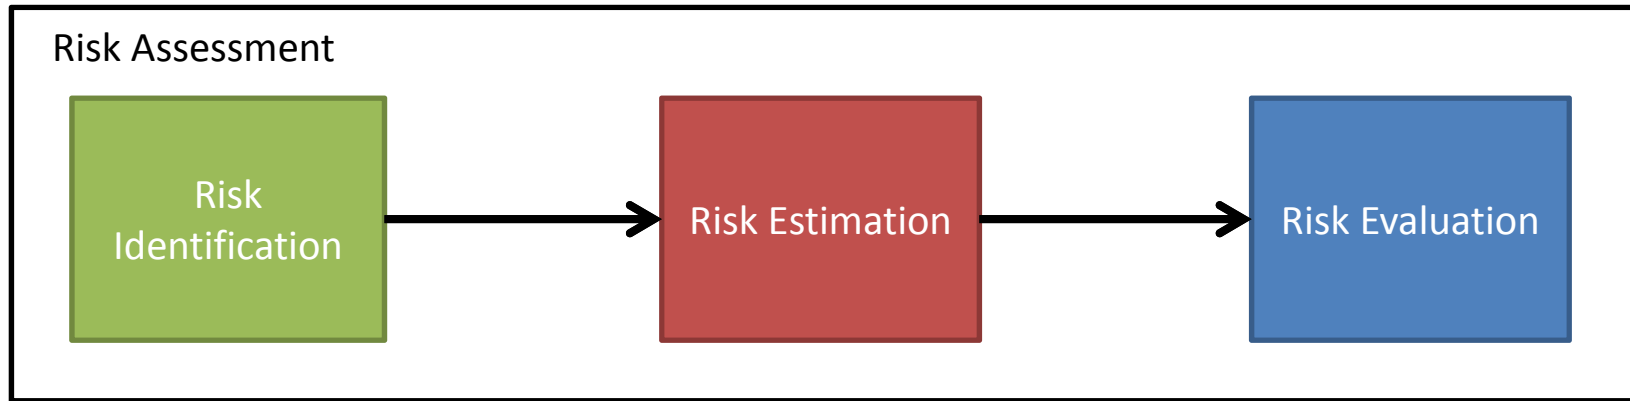 Risk Assessment
Risk
Identification
Risk Estimation
Risk Evaluation